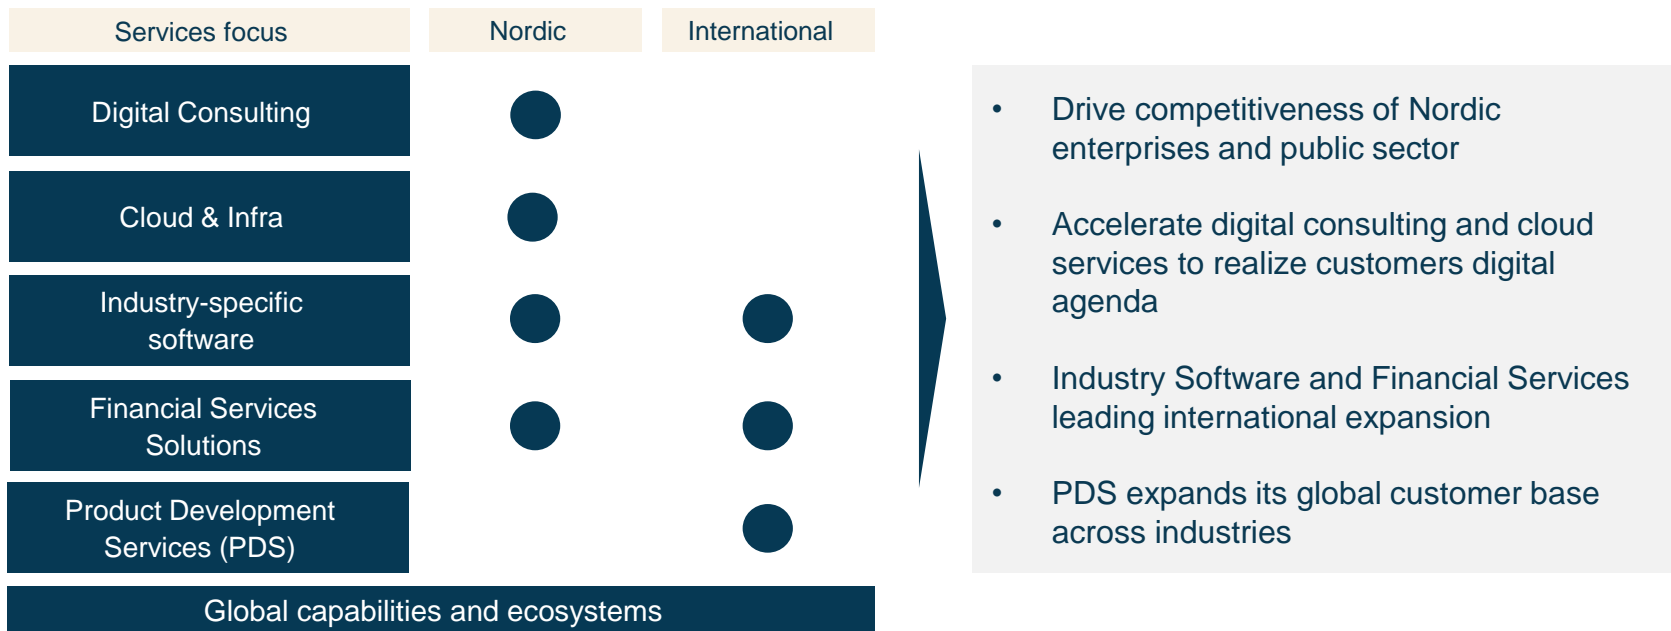 Services focus
Nordic
International
Digital Consulting
Cloud & Infra
Industry-specific
software
Financial Services
Solutions
Product Development
Services (PDS)
Global capabilities and ecosystems
• Drive competitiveness of Nordic
enterprises and public sector
• Accelerate digital consulting and cloud
services to realize customers digital
agenda
• Industry Software and Financial Services
leading international expansion
• PDS expands its global customer base
across industries